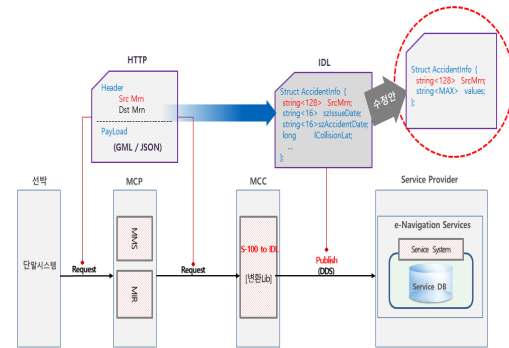 HTTP
IDL
Header
Src Mrn
Dst Mrn
PayLoad
(GML / JSON)
Struct AccidentInfo {
string<128> SrcMrn;
string<16> szIssueDate;
string<16>szAccidentDate;
long lCollisionLat;
...
};
수정안
Struct AccidentInfo {
string<128> SrcMrn;
string<MAX> values;
};
선박
MCP
MCC
Service Provider
단말시스템
Request
MMS
MIR
Request
S-100 to IDL
[변환Lib]
Publish
(DDS)
e-Navigation Services
Service System
Service DB